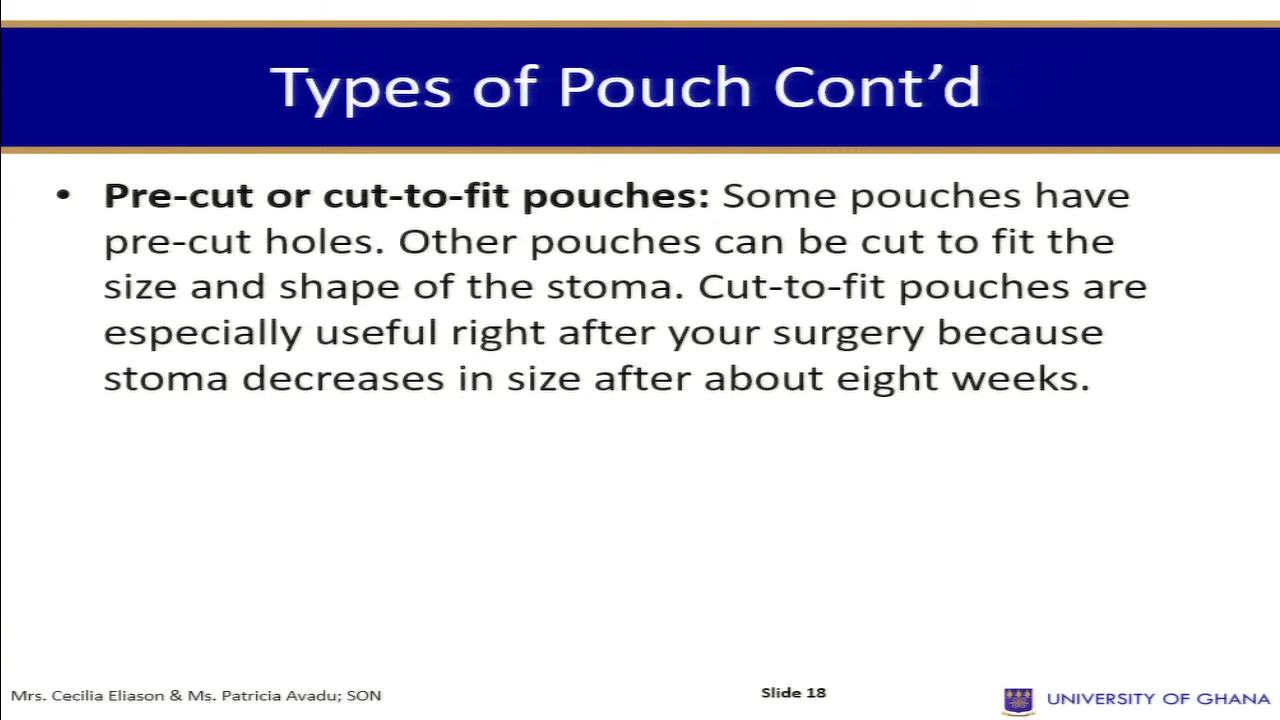 Types of Pouch Cont’d
• Pre-cut or cut-to-fit pouches: Some pouches have
pre-cut holes. Other pouches can be cut to fit the
size and shape of the stoma. Cut-to-fit pouches are
especially useful right after your surgery because
stoma decreases in size after about eight weeks.
Mrs. Cecilia Eliason & Ms. Patricia Avadu; SON
Slide 18
UNIVERSITY OF GHANA